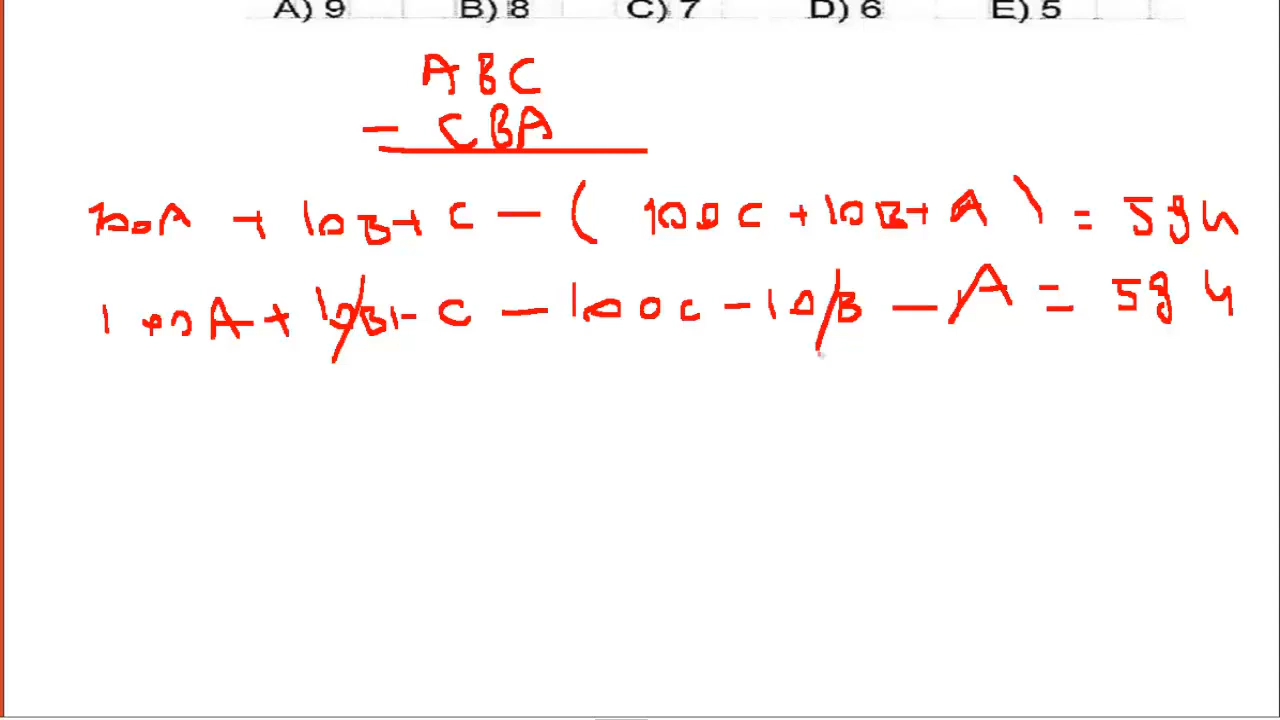 A) 9 B) 8 C) 7 D) 6 E) 5
ABC
- CBA
100A + 10B + C - ( 100C + 10B + A ) = 594
100A + 10B + C - 100C - 10B - A = 594